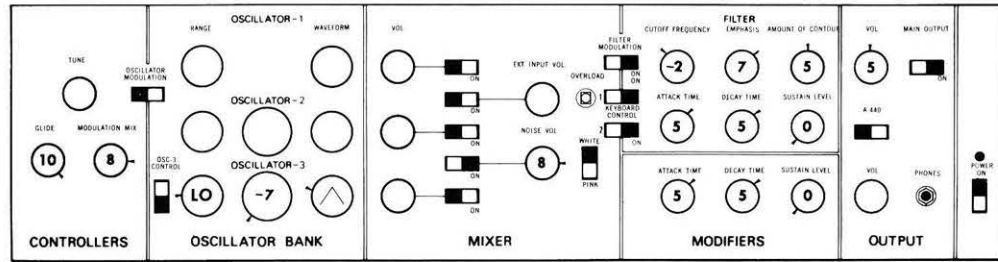 OSCILLATOR-1
RANGE
WAVEFORM
OSCILLATOR-2
OSCILLATOR-3
LO
-7
OSCILLATOR BANK
TUNE
OSCILLATOR MODULATION
GLIDE
MODULATION MIX
10
8
OSC-3
CONTROL
CONTROLLERS
VOL
ON
EXT INPUT VOL.
OVERLOAD
ON
ON
NOISE VOL
8
ON
WHITE
PINK
ON
MIXER
FILTER
MODULATION
ON
ON
1
KEYBOARD
CONTROL
2
ON
FILTER
CUTOFF FREQUENCY
EMPHASIS
AMOUNT OF CONTOUR
-2
7
5
ATTACK TIME
DECAY TIME
SUSTAIN LEVEL
5
5
0
ATTACK TIME
DECAY TIME
SUSTAIN LEVEL
5
5
0
MODIFIERS
VOL
MAIN OUTPUT
5
ON
A 440
VOL
PHONES
OUTPUT
POWER
ON